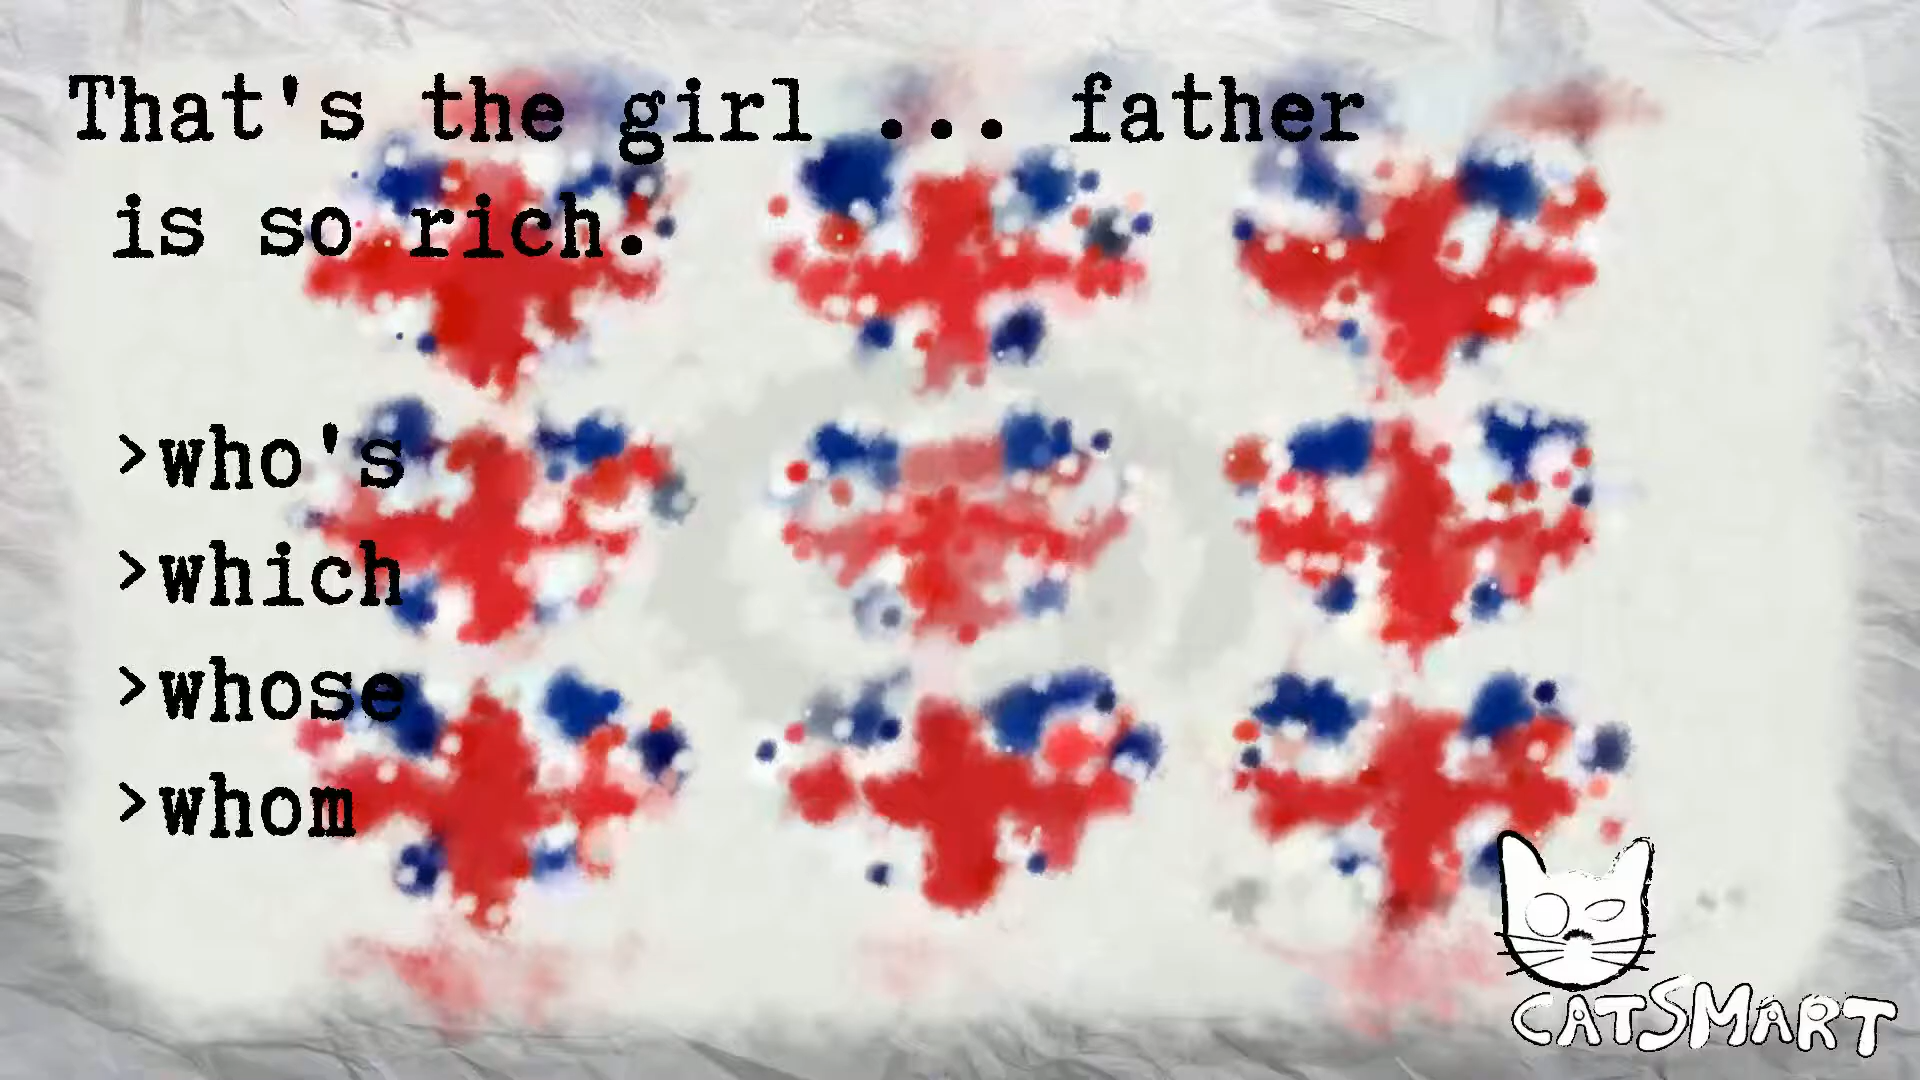 That's the girl ... father
is so rich.
>who's
>which
>whose
>whom
CATSMART